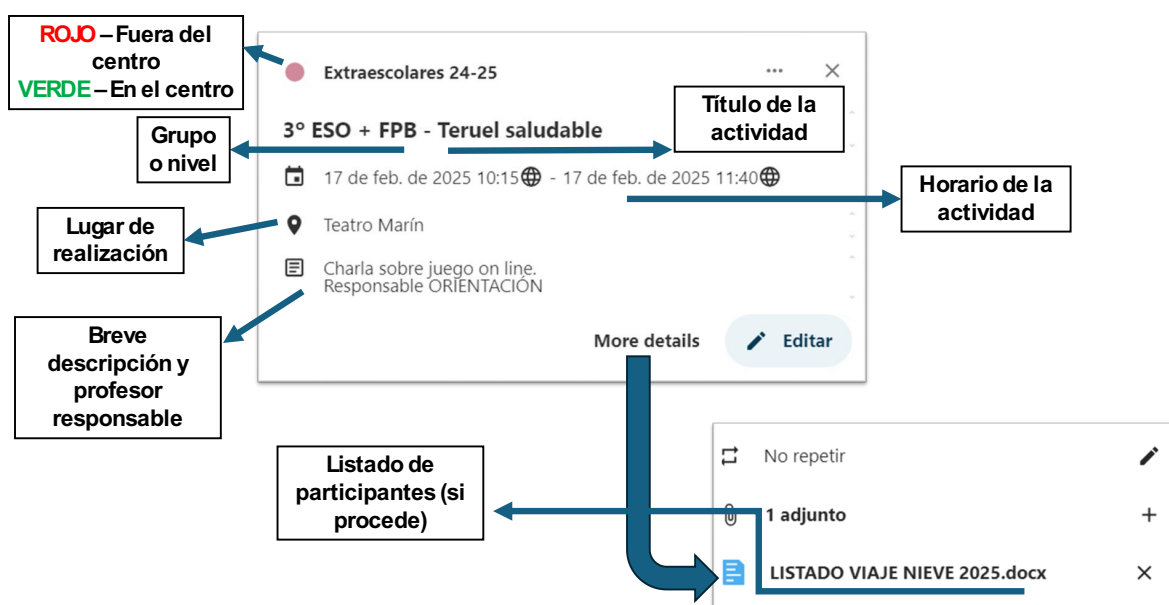 ROJO – Fuera del
centro
VERDE – En el centro
Extraescolares 24-25
Título de la
actividad
Grupo
o nivel
3º ESO + FPB - Teruel saludable
17 de feb. de 2025 10:15 - 17 de feb. de 2025 11:40
Horario de la
actividad
Lugar de
realización
Teatro Marín
Charla sobre juego on line.
Responsable ORIENTACIÓN
Breve
descripción y
profesor
responsable
More details
Editar
Listado de
participantes (si
procede)
No repetir
1 adjunto
LISTADO VIAJE NIEVE 2025.docx